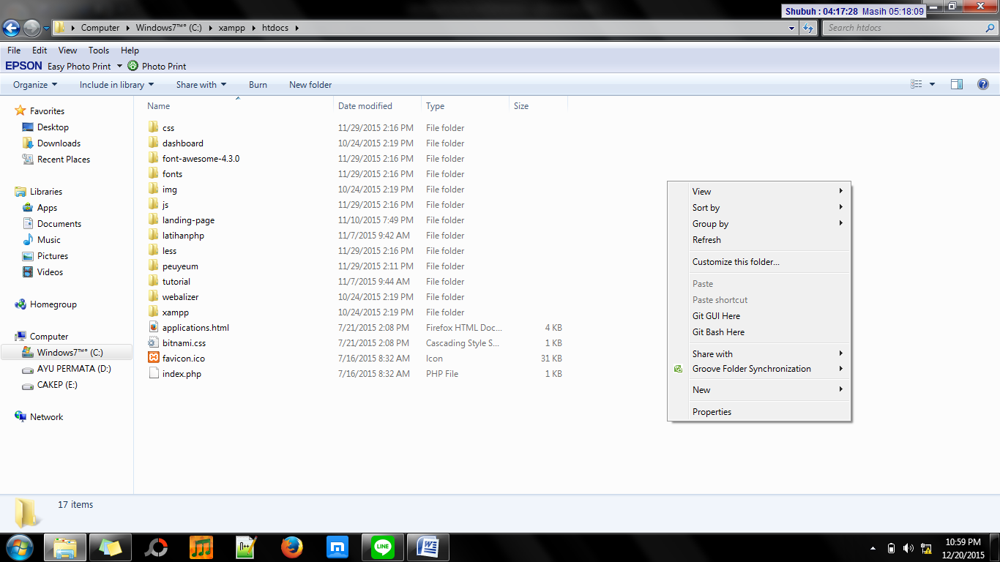 Shubuh : 04:17:28 Masih 05:18:09
Computer Windows7™° (C:) xampp htdocs Search htdocs
File Edit View Tools Help
EPSON Easy Photo Print Photo Print
Organize Include in library Share with Burn New folder
Name Date modified Type Size
css 11/29/2015 2:16 PM File folder
dashboard 10/24/2015 2:19 PM File folder
font-awesome-4.3.0 11/29/2015 2:16 PM File folder
fonts 11/29/2015 2:16 PM File folder
img 10/24/2015 2:19 PM File folder
js 11/29/2015 2:16 PM File folder
landing-page 11/10/2015 7:49 PM File folder
latihanphp 11/7/2015 9:42 AM File folder
less 11/29/2015 2:16 PM File folder
peuyeum 11/29/2015 2:11 PM File folder
tutorial 11/7/2015 9:44 AM File folder
webalizer 10/24/2015 2:19 PM File folder
xampp 10/24/2015 2:19 PM File folder
applications.html 7/21/2015 2:08 PM Firefox HTML Doc... 4 KB
bitnami.css 7/21/2015 2:08 PM Cascading Style S... 1 KB
favicon.ico 7/16/2015 8:32 AM Icon 31 KB
index.php 7/16/2015 8:32 AM PHP File 1 KB
Favorites
Desktop
Downloads
Recent Places
Libraries
Apps
Documents
Music
Pictures
Videos
Homegroup
Computer
Windows7™° (C:)
AYU PERMATA (D:)
CAKEP (E:)
Network
View
Sort by
Group by
Refresh
Customize this folder...
Paste
Paste shortcut
Git GUI Here
Git Bash Here
Share with
Groove Folder Synchronization
New
Properties
17 items
LINE
10:59 PM
12/20/2015